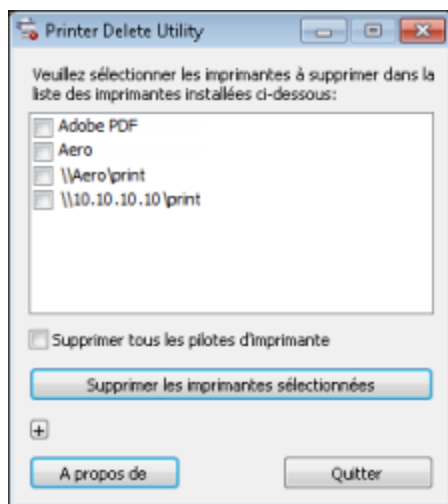 Printer Delete Utility
Veuillez sélectionner les imprimantes à supprimer dans la
liste des imprimantes installées ci-dessous:
Adobe PDF
Aero
\\Aero\print
\\10.10.10.10\print
Supprimer tous les pilotes d'imprimante
Supprimer les imprimantes sélectionnées
A propos de
Quitter